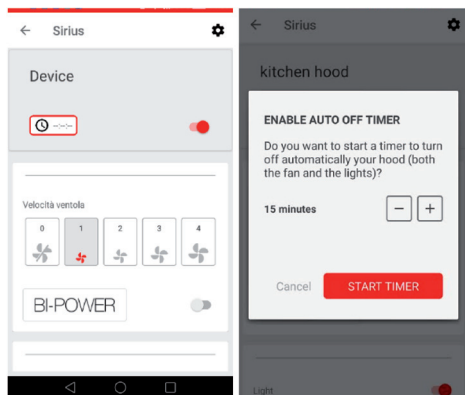 Sirius
Device
--:--
Velocità ventola
0 1 2 3 4
BI-POWER
Sirius
kitchen hood
ENABLE AUTO OFF TIMER
Do you want to start a timer to turn
off automatically your hood (both
the fan and the lights)?
15 minutes
Cancel START TIMER
Light